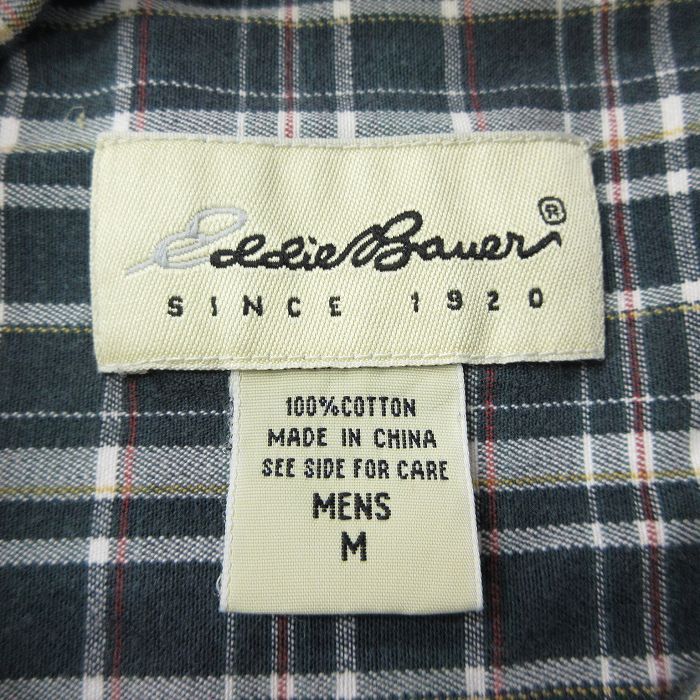 Eddie Bauer®
SINCE 1920
100%COTTON
MADE IN CHINA
SEE SIDE FOR CARE
MENS
M